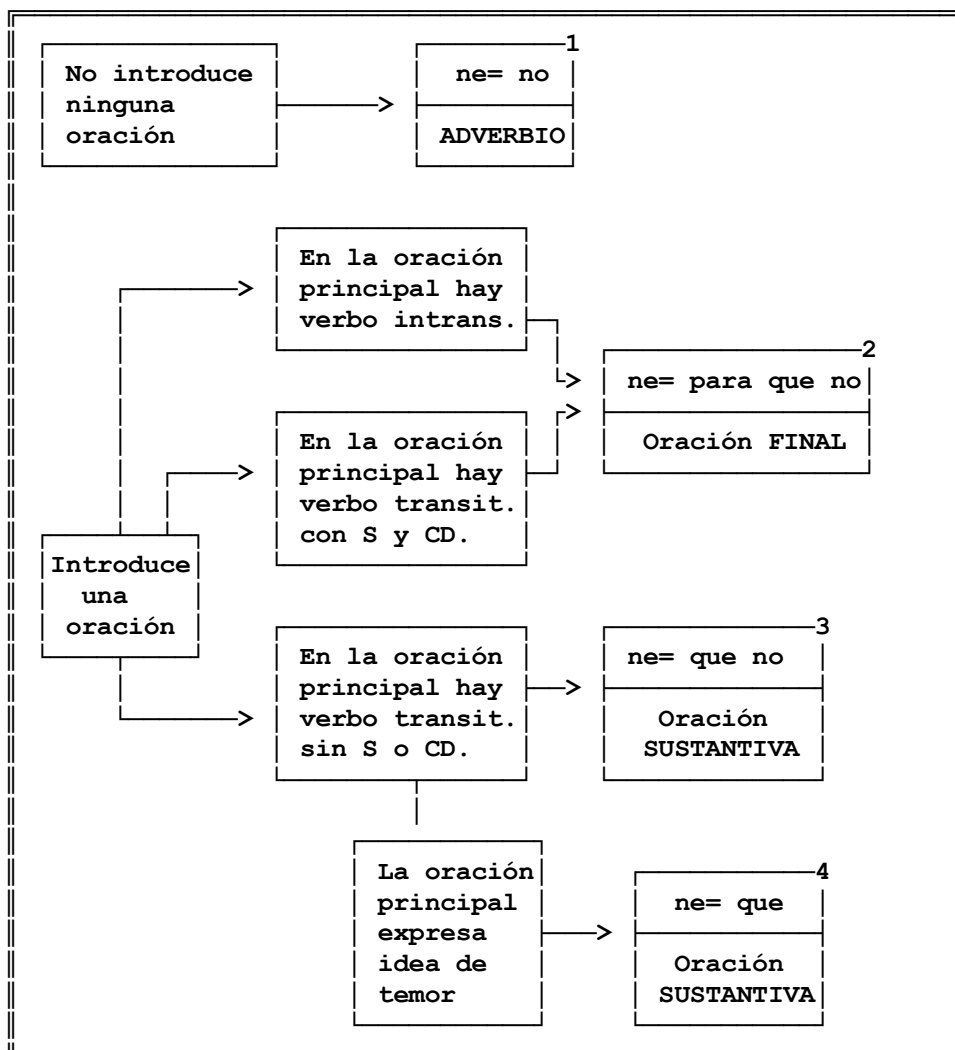 1
No introduce
ninguna
oración
ne= no
ADVERBIO
En la oración
principal hay
verbo intrans.
2
ne= para que no
Oración FINAL
En la oración
principal hay
verbo transit.
con S y CD.
Introduce
una
oración
3
En la oración
principal hay
verbo transit.
sin S o CD.
ne= que no
Oración
SUSTANTIVA
4
La oración
principal
expresa
idea de
temor
ne= que
Oración
SUSTANTIVA